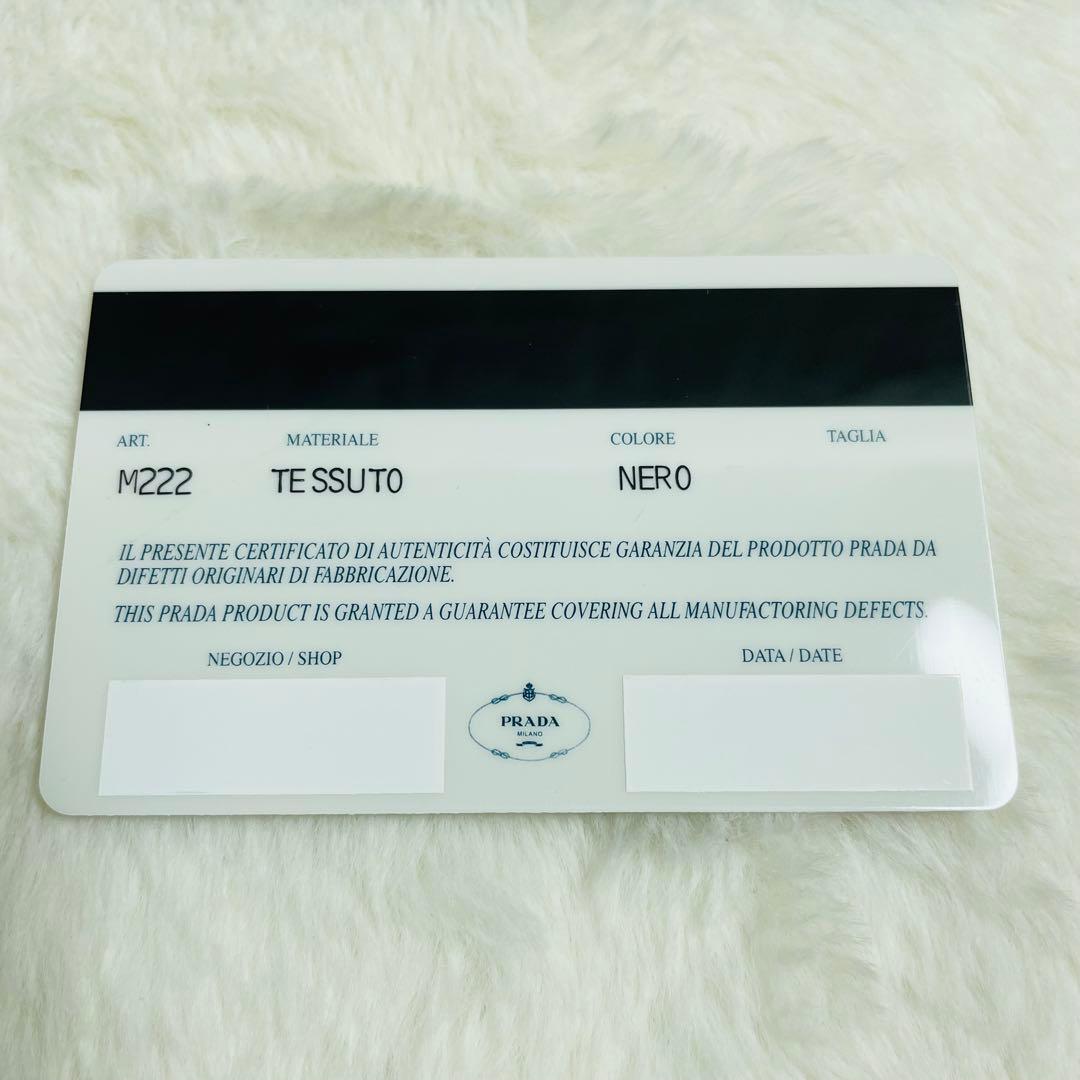 ART. MATERIALE COLORE TAGLIA
M222 TESSUTO NERO
IL PRESENTE CERTIFICATO DI AUTENTICITÀ COSTITUISCE GARANZIA DEL PRODOTTO PRADA DA
DIFETTI ORIGINARI DI FABBRICAZIONE.
THIS PRADA PRODUCT IS GRANTED A GUARANTEE COVERING ALL MANUFACTORING DEFECTS.
NEGOZIO / SHOP DATA / DATE
PRADA
MILANO